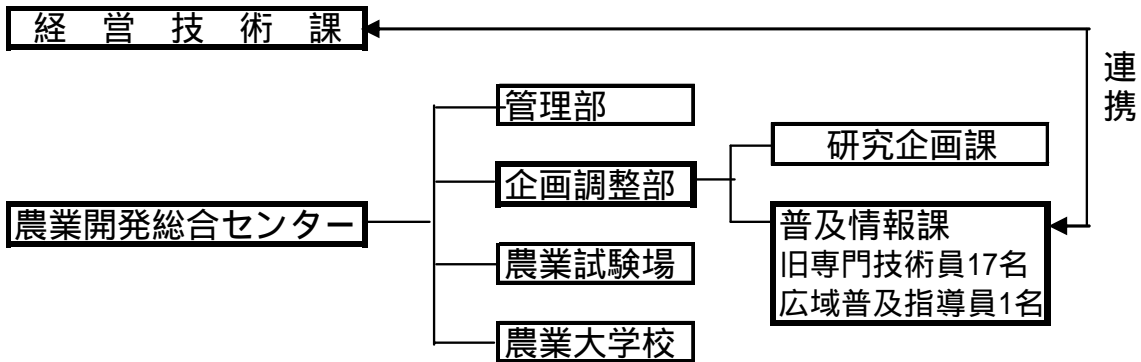 経営技術課
連携
管理部
研究企画課
企画調整部
農業開発総合センター
普及情報課
旧専門技術員17名
広域普及指導員1名
農業試験場
農業大学校